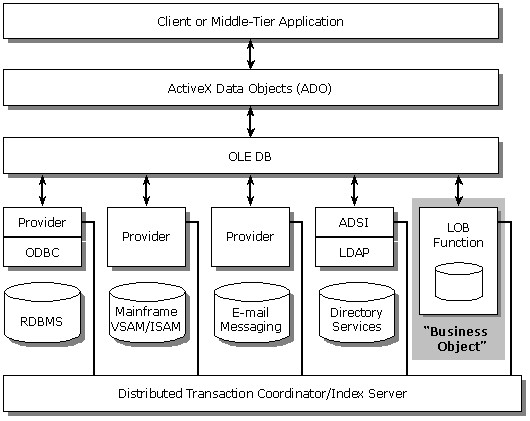 Client or Middle-Tier Application
ActiveX Data Objects (ADO)
OLE DB
Provider
ODBC
Provider
Provider
ADSI
LDAP
LOB
Function
RDBMS
Mainframe
VSAM/ISAM
E-mail
Messaging
Directory
Services
“Business
Object”
Distributed Transaction Coordinator/Index Server